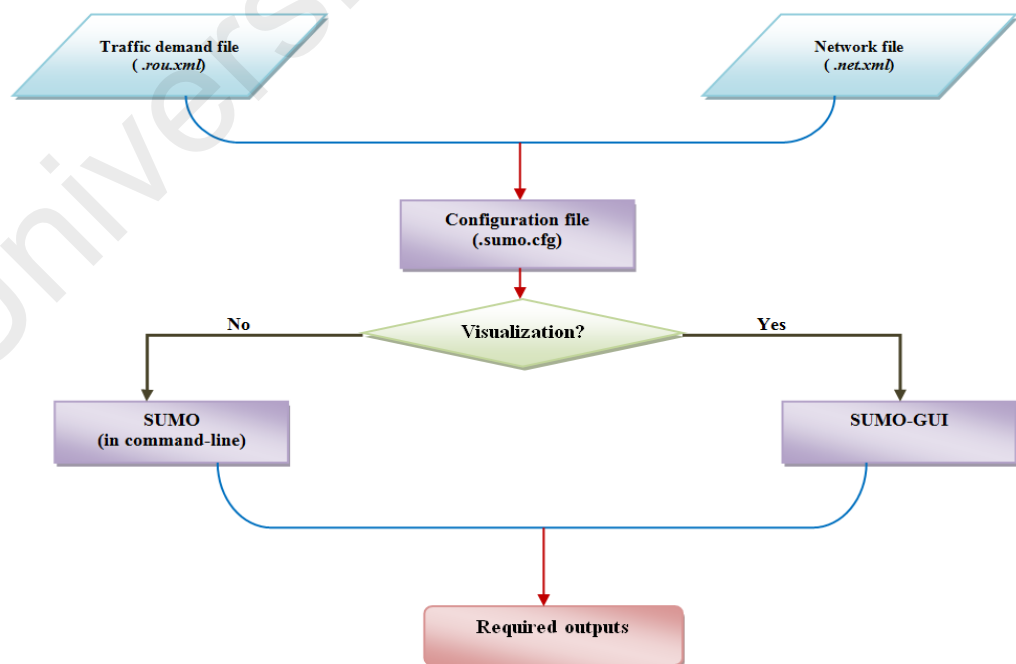 Traffic demand file
( .rou.xml)
Network file
( .net.xml)
Configuration file
(.sumo.cfg)
No
Visualization?
Yes
SUMO
(in command-line)
SUMO-GUI
Required outputs
Univers